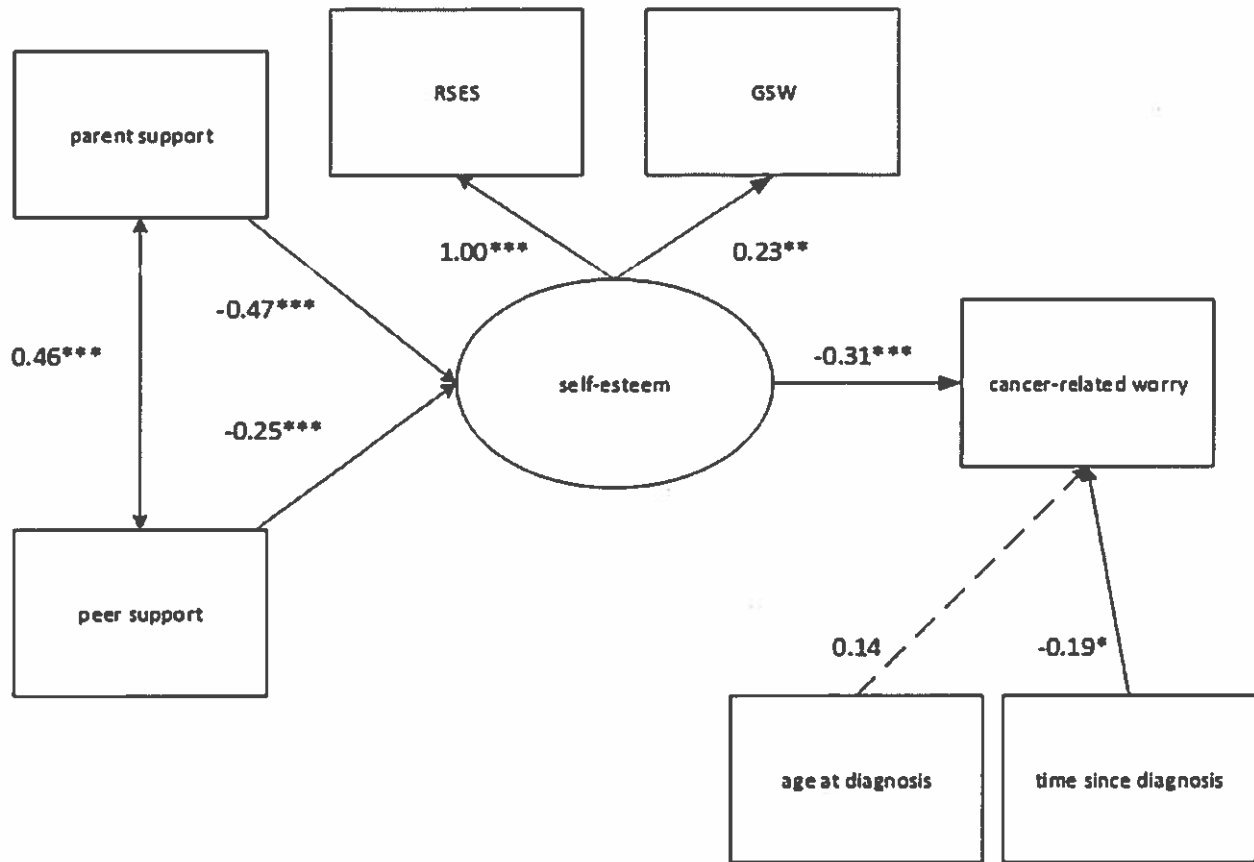 RSES
GSW
parent support
1.00***
0.23**
-0.47***
0.46***
self-esteem
-0.31***
cancer-related worry
-0.25***
peer support
0.14
-0.19*
age at diagnosis
time since diagnosis